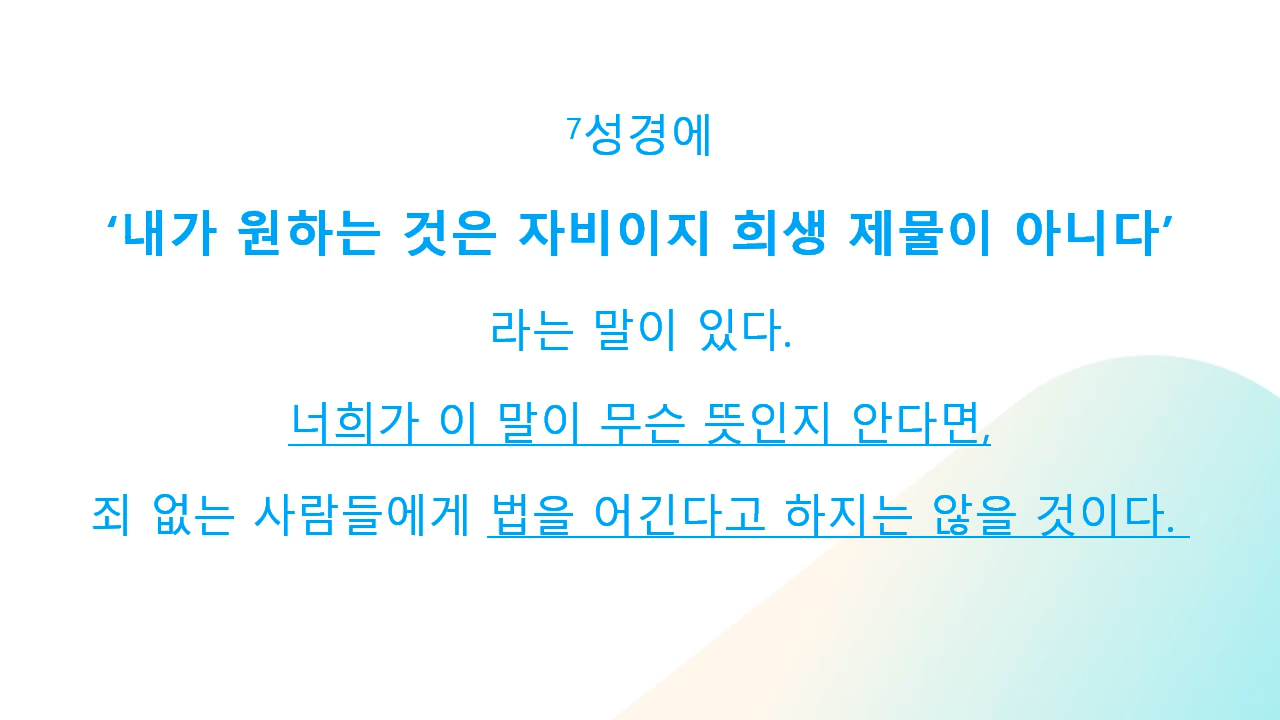 ⁷성경에
‘내가 원하는 것은 자비이지 희생 제물이 아니다’
라는 말이 있다.
너희가 이 말이 무슨 뜻인지 안다면,
죄 없는 사람들에게 법을 어긴다고 하지는 않을 것이다.